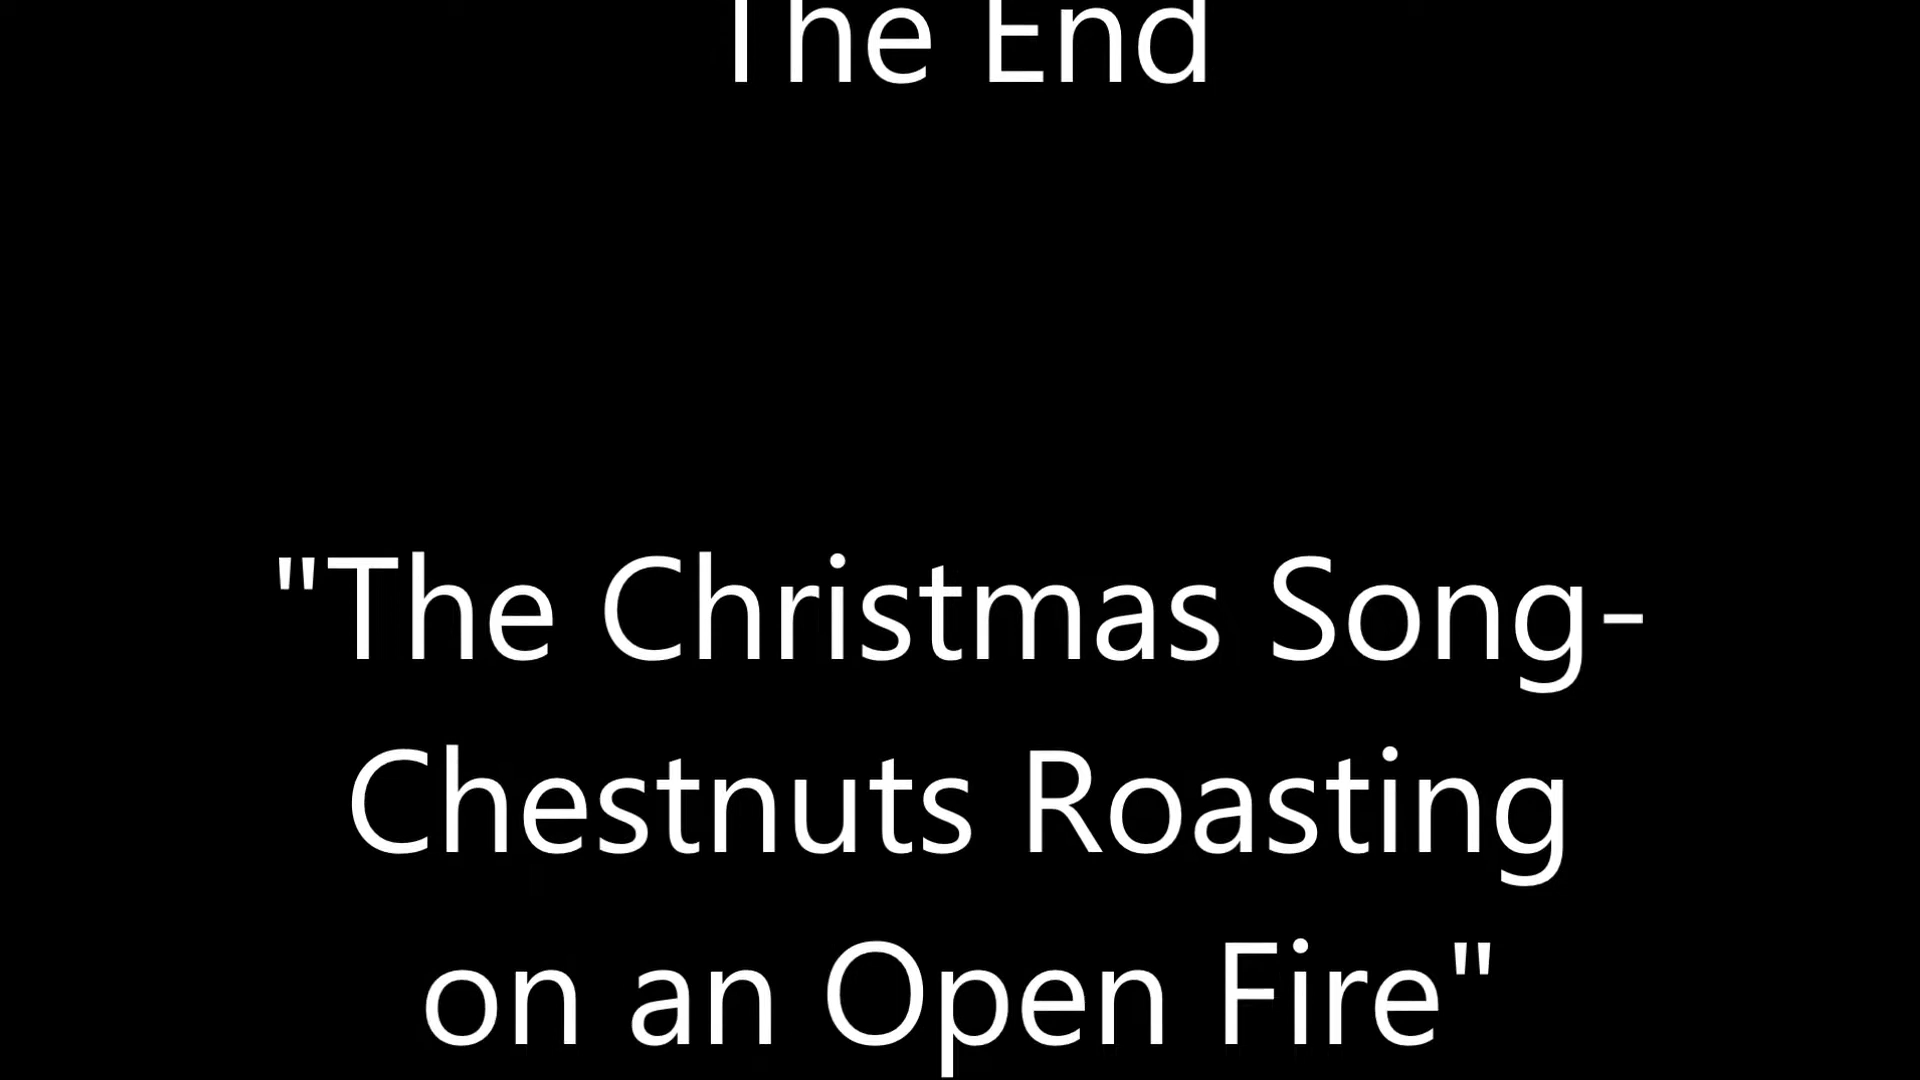 The End
"The Christmas Song-
Chestnuts Roasting
on an Open Fire"